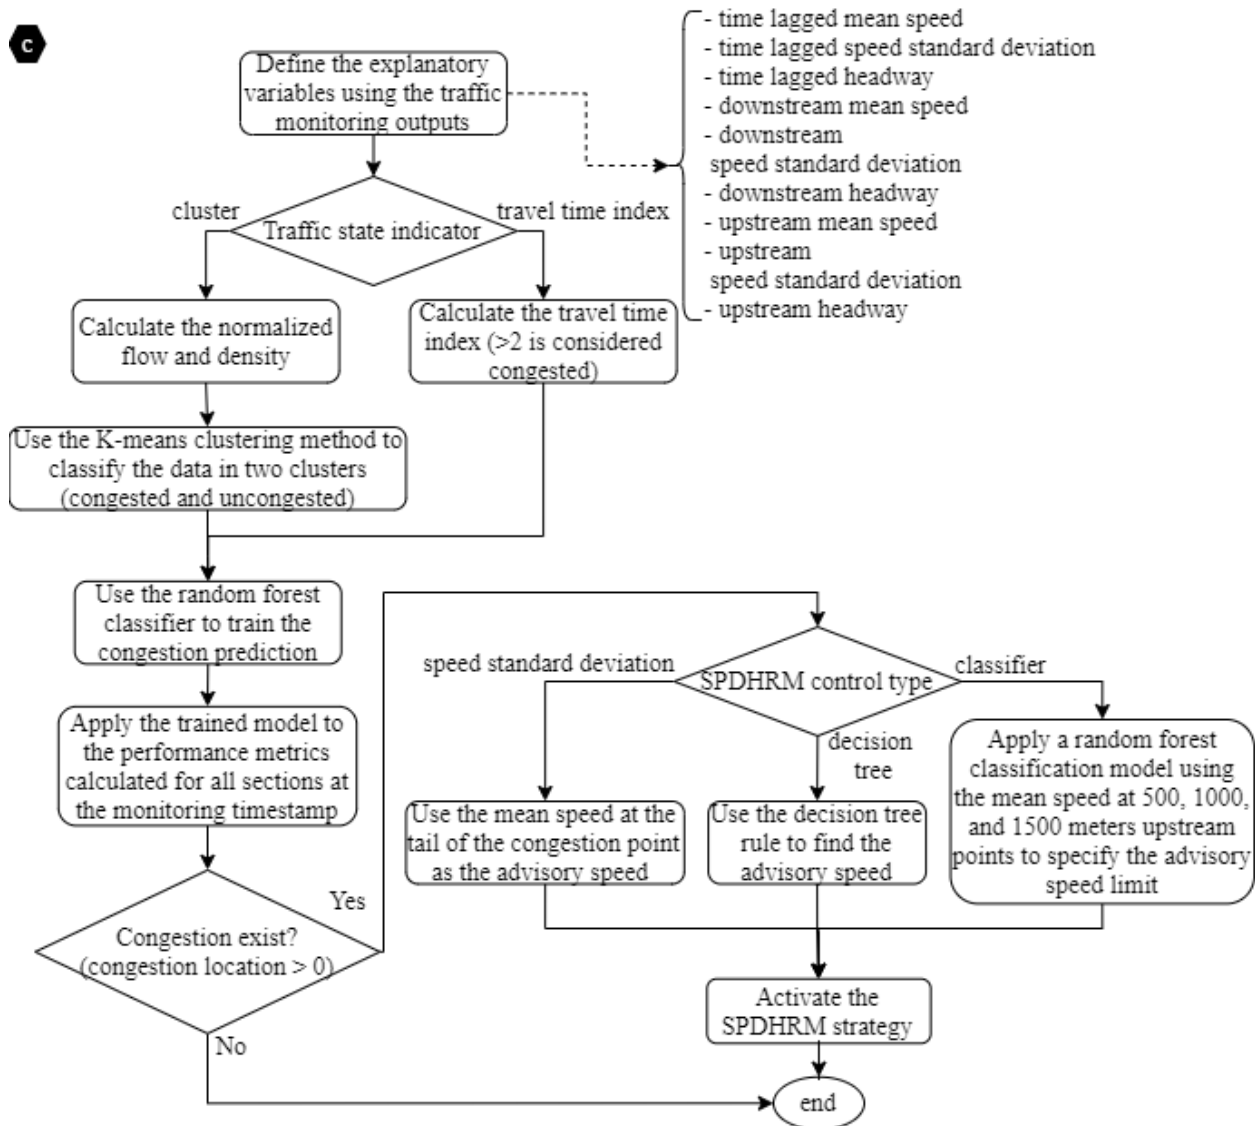 C
Define the explanatory
variables using the traffic
monitoring outputs
- time lagged mean speed
- time lagged speed standard deviation
- time lagged headway
- downstream mean speed
- downstream
speed standard deviation
- downstream headway
- upstream mean speed
- upstream
speed standard deviation
- upstream headway
cluster
Traffic state indicator
travel time index
Calculate the normalized
flow and density
Calculate the travel time
index (>2 is considered
congested)
Use the K-means clustering method to
classify the data in two clusters
(congested and uncongested)
Use the random forest
classifier to train the
congestion prediction
Apply the trained model to
the performance metrics
calculated for all sections at
the monitoring timestamp
Congestion exist?
(congestion location > 0)
Yes
No
speed standard deviation
SPDHRM control type
classifier
decision
tree
Use the mean speed at the
tail of the congestion point
as the advisory speed
Use the decision tree
rule to find the
advisory speed
Apply a random forest
classification model using
the mean speed at 500, 1000,
and 1500 meters upstream
points to specify the advisory
speed limit
Activate the
SPDHRM strategy
end